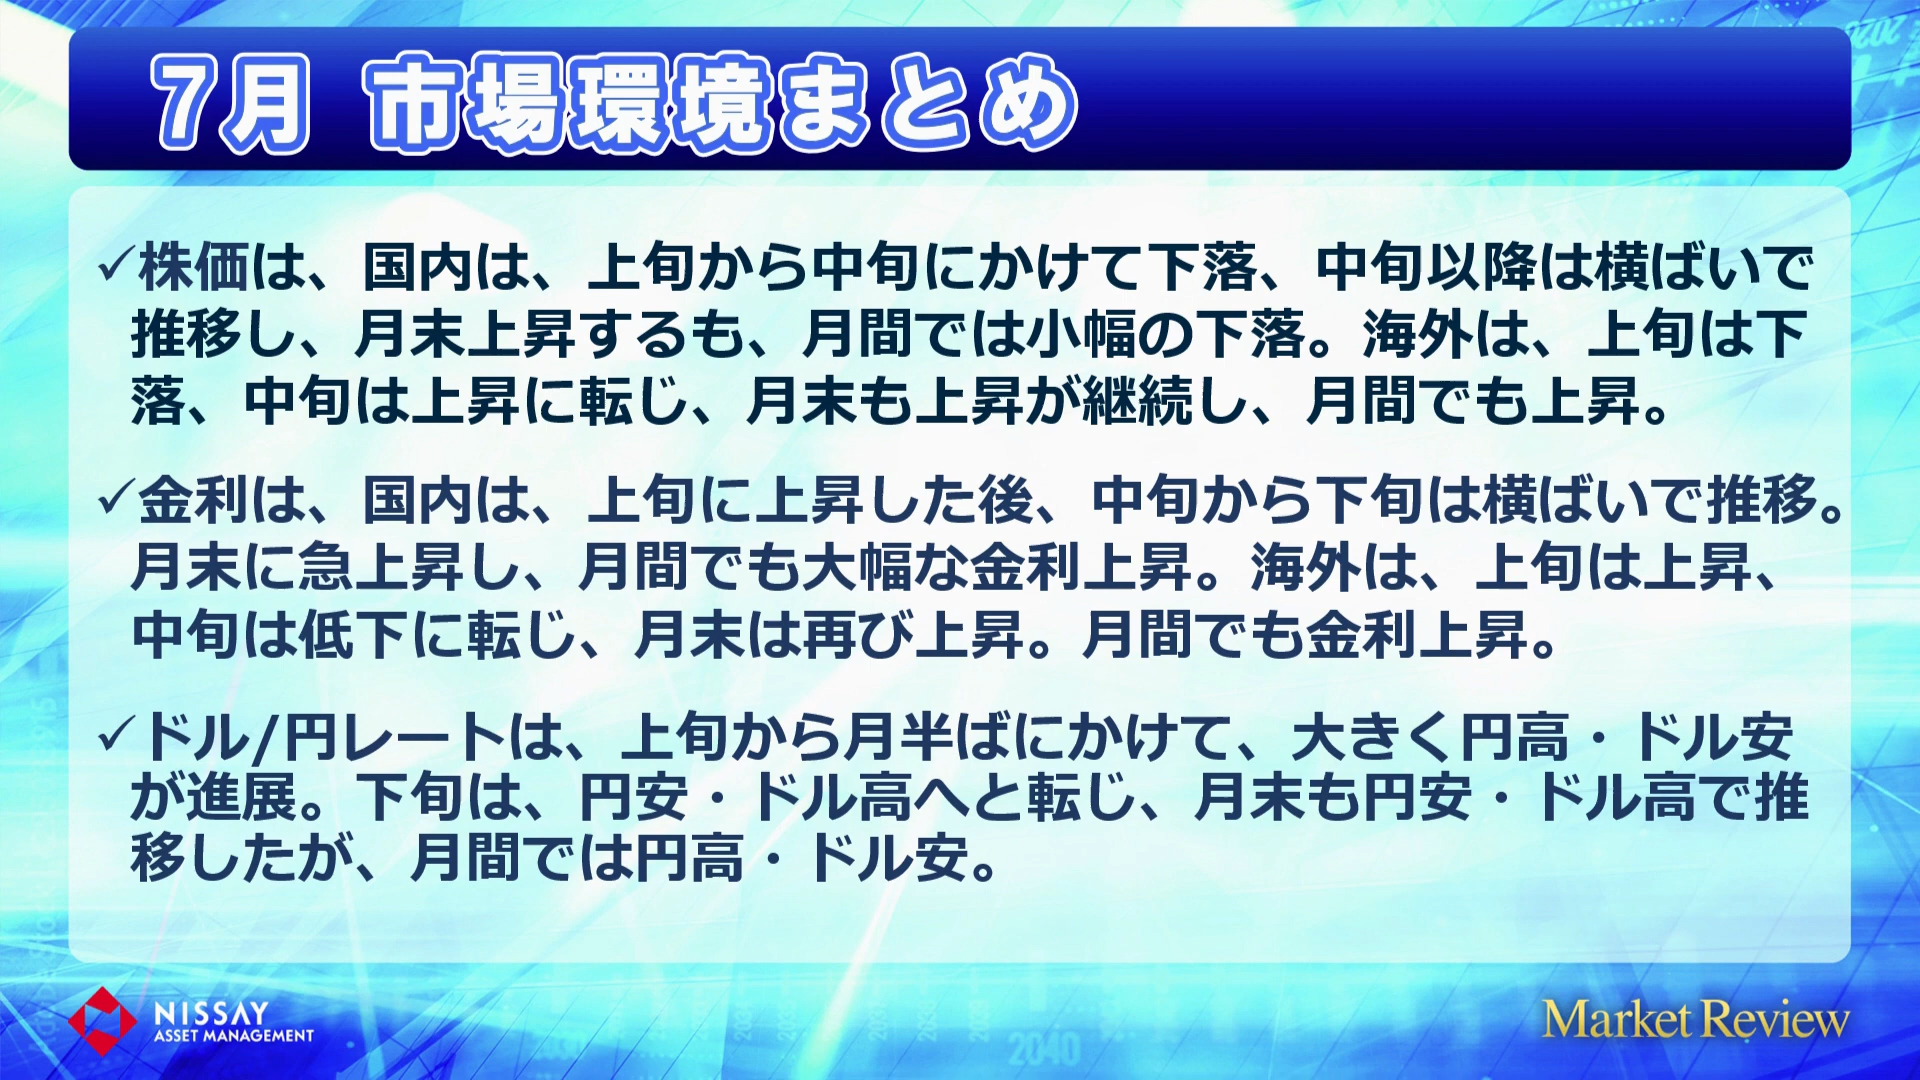 7月 市場環境まとめ
✓株価は、国内は、上旬から中旬にかけて下落、中旬以降は横ばいで
推移し、月末上昇するも、月間では小幅の下落。海外は、上旬は下
落、中旬は上昇に転じ、月末も上昇が継続し、月間でも上昇。
✓金利は、国内は、上旬に上昇した後、中旬から下旬は横ばいで推移。
月末に急上昇し、月間でも大幅な金利上昇。海外は、上旬は上昇、
中旬は低下に転じ、月末は再び上昇。月間でも金利上昇。
✓ドル/円レートは、上旬から月半ばにかけて、大きく円高・ドル安
が進展。下旬は、円安・ドル高へと転じ、月末も円安・ドル高で推
移したが、月間では円高・ドル安。
NISSAY
ASSET MANAGEMENT
Market Review
2040